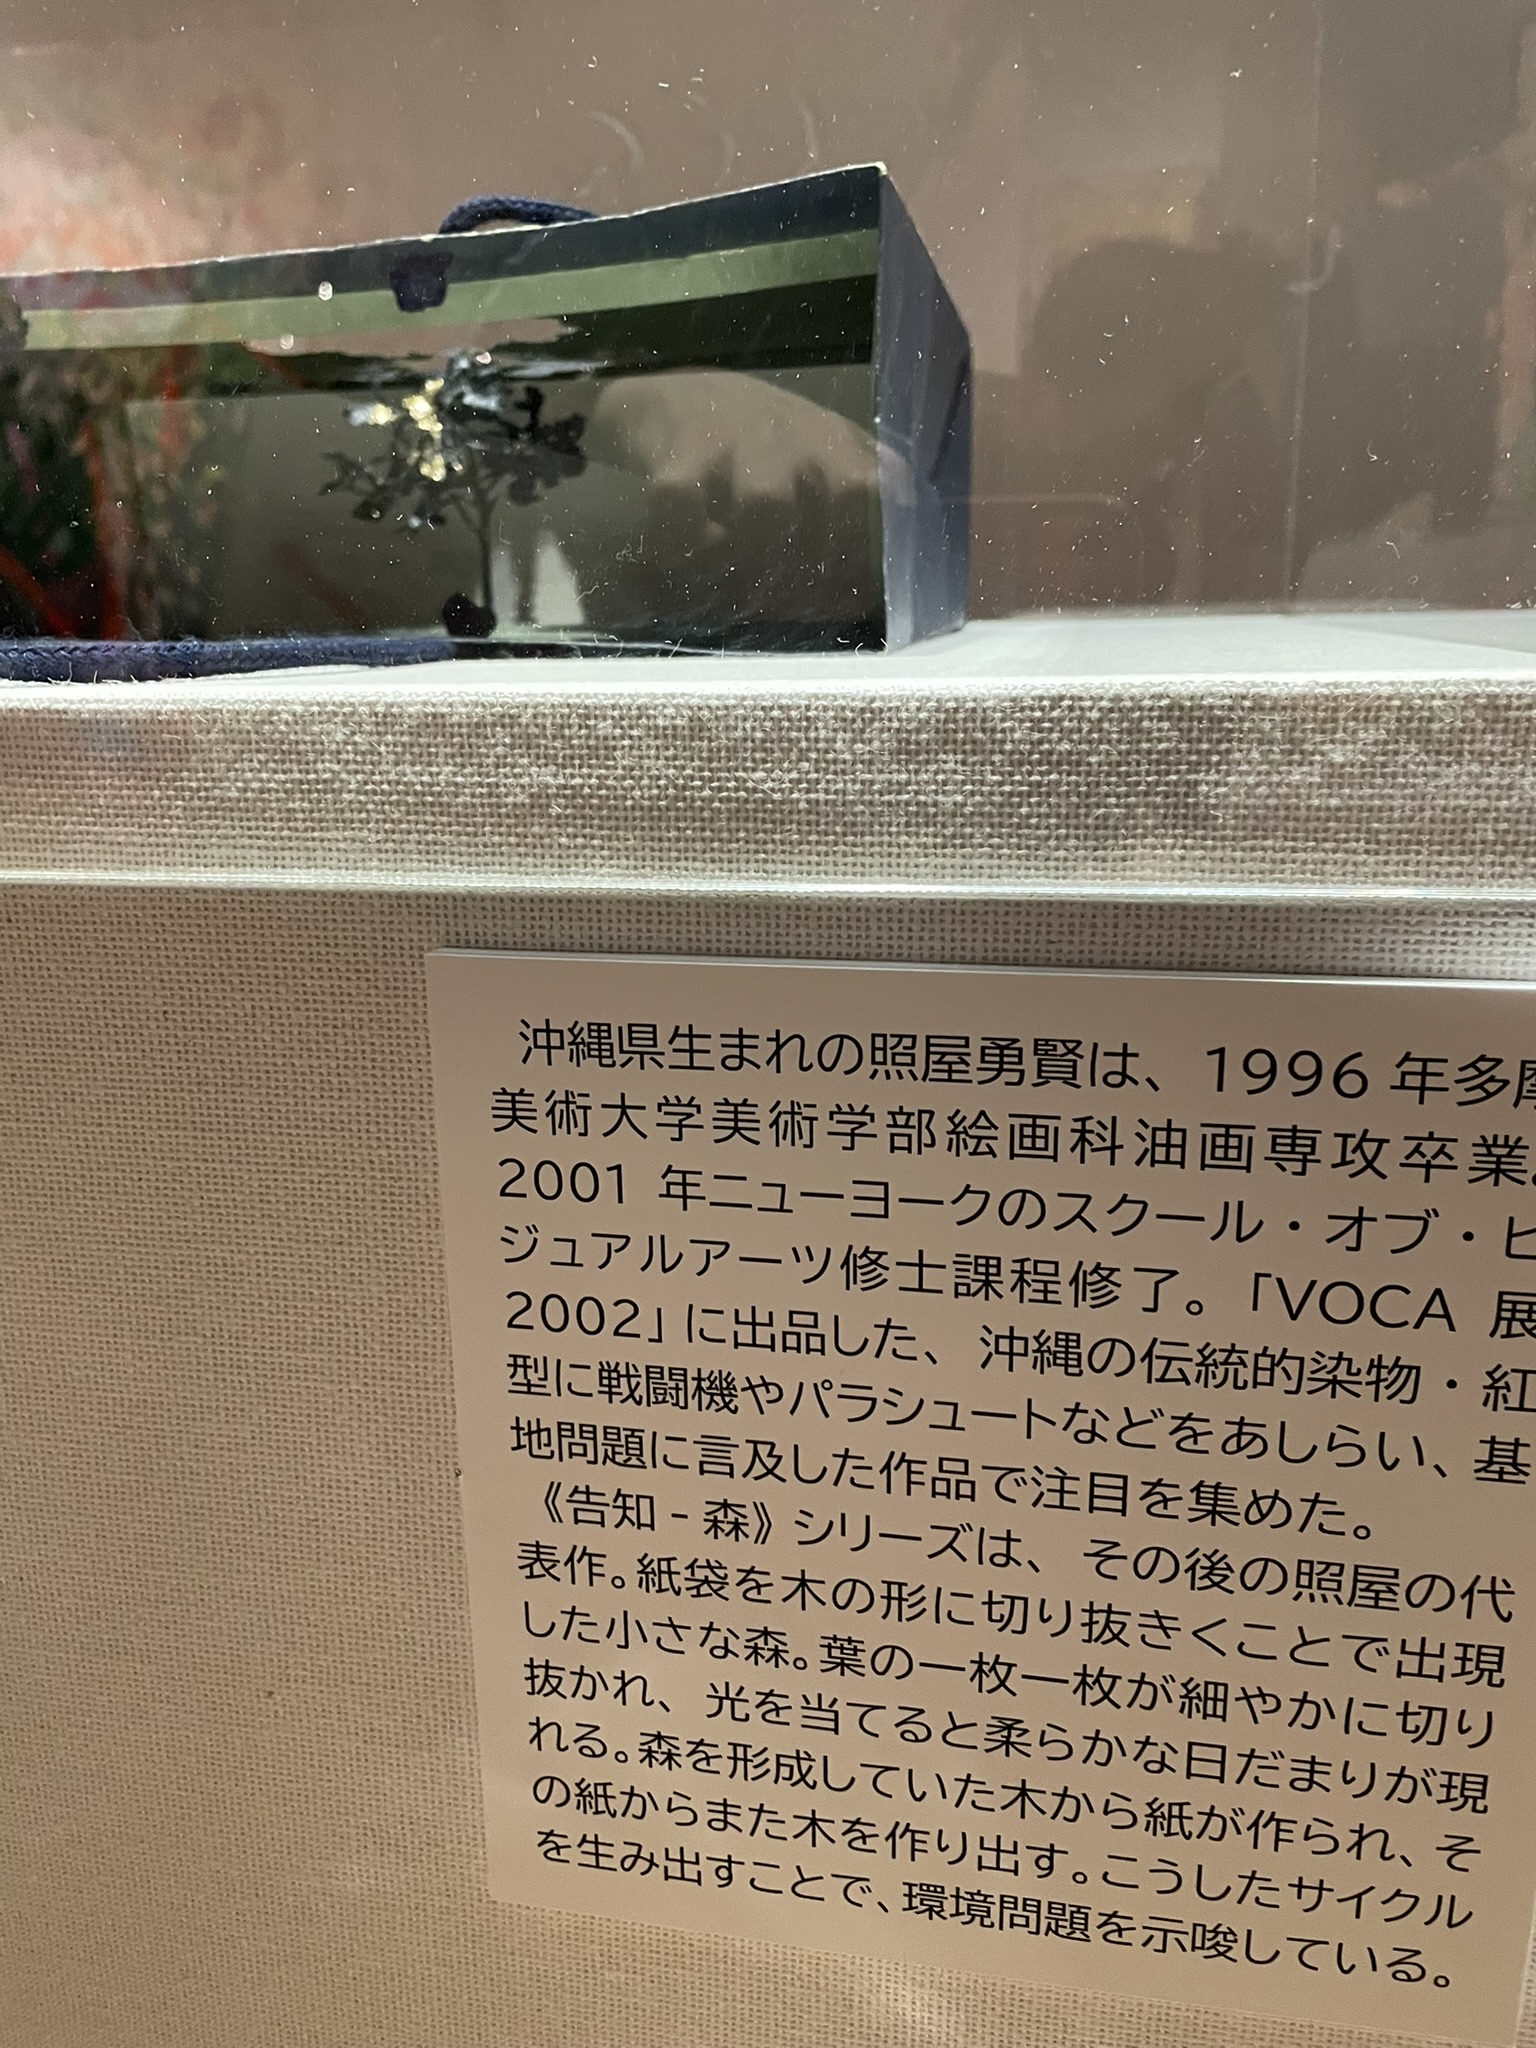 沖縄県生まれの照屋勇賢は、1996 年多摩
美術大学美術学部絵画科油画専攻卒業。
2001 年ニューヨークのスクール・オブ・ビ
ジュアルアーツ修士課程修了。「VOCA 展
2002」に出品した、沖縄の伝統的染物・紅
型に戦闘機やパラシュートなどをあしらい、基
地問題に言及した作品で注目を集めた。
《告知 - 森》シリーズは、その後の照屋の代
表作。紙袋を木の形に切り抜きくことで出現
した小さな森。葉の一枚一枚が細やかに切り
抜かれ、光を当てると柔らかな日だまりが現
れる。森を形成していた木から紙が作られ、そ
の紙からまた木を作り出す。こうしたサイクル
を生み出すことで、環境問題を示唆している。